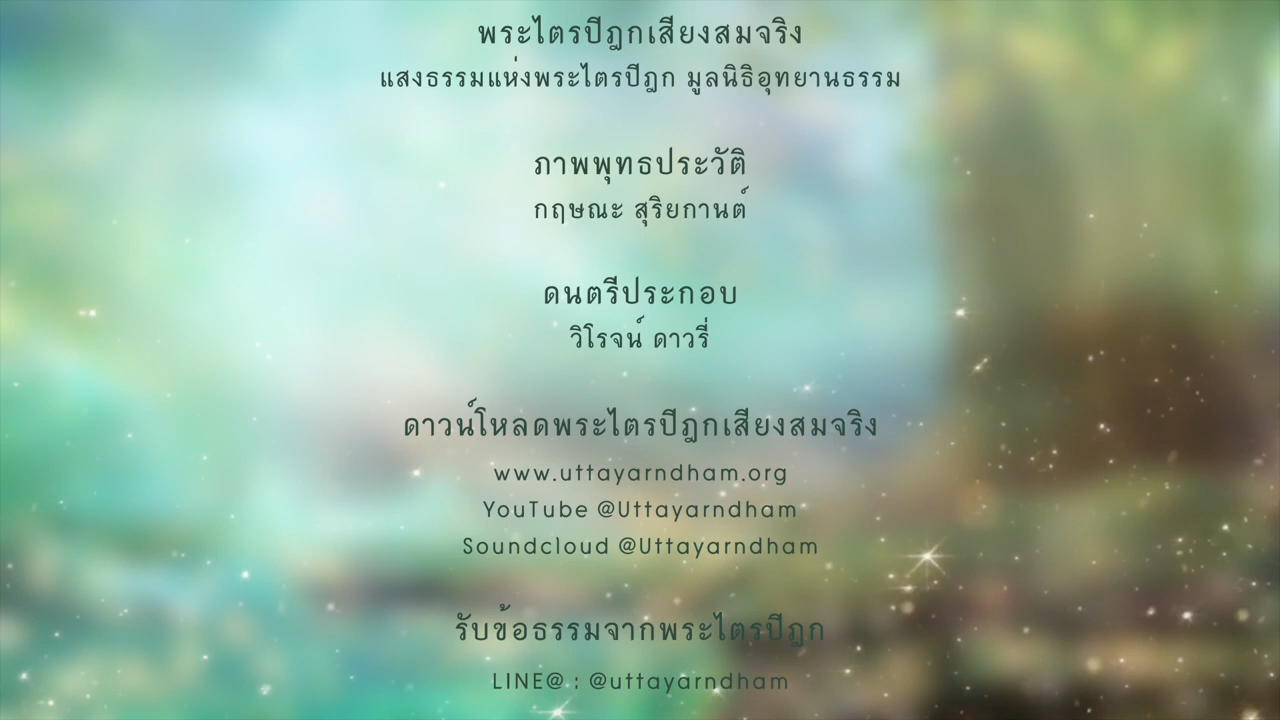 พระไตรปีฎกเสียงสมจริง
แสงธรรมแห่งพระไตรปีฎก มูลนิธิอุทยานธรรม
ภาพพุทธประวัติ
กฤษณะ สุริยกานต์
ดนตรีประกอบ
วิโรจน์ ดาวรี่
ดาวน์โหลดพระไตรปีฎกเสียงสมจริง
www.uttayarndham.org
YouTube @Uttayarndham
Soundcloud @Uttayarndham
รับข้อธรรมจากพระไตรปีฎก
LINE@ : @uttayarndham